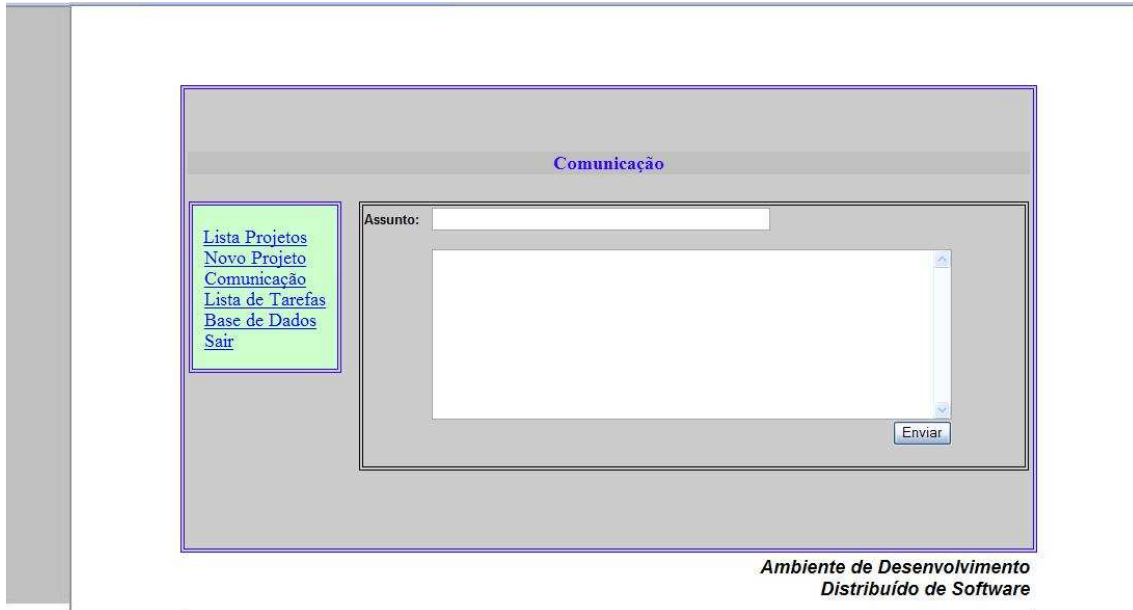 Comunicação
Lista Projetos
Novo Projeto
Comunicação
Lista de Tarefas
Base de Dados
Sair
Assunto:
Enviar
Ambiente de Desenvolvimento
Distribuído de Software